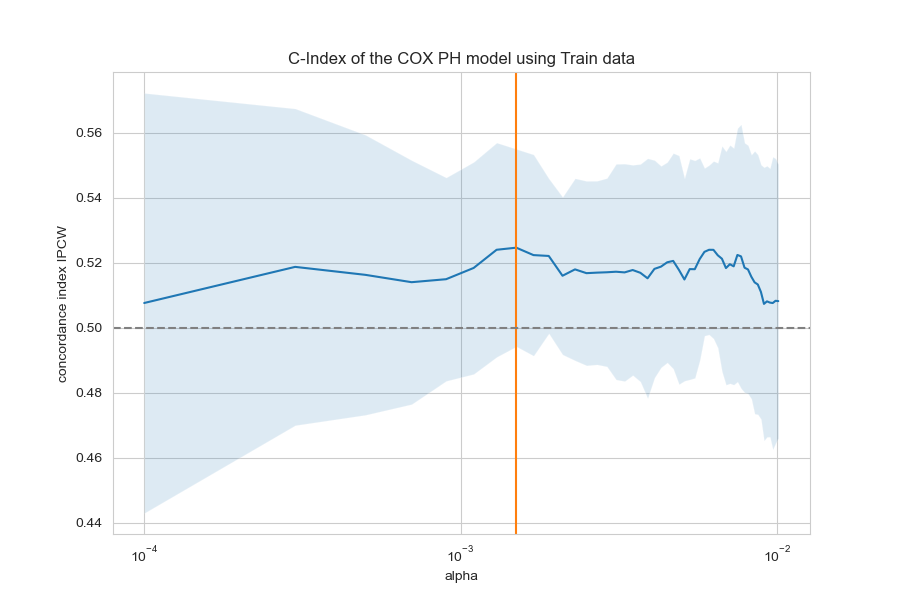 C-Index of the COX PH model using Train data
concordance index IPCW
0.56
0.54
0.52
0.50
0.48
0.46
0.44
10⁻⁴ 10⁻³ 10⁻²
alpha